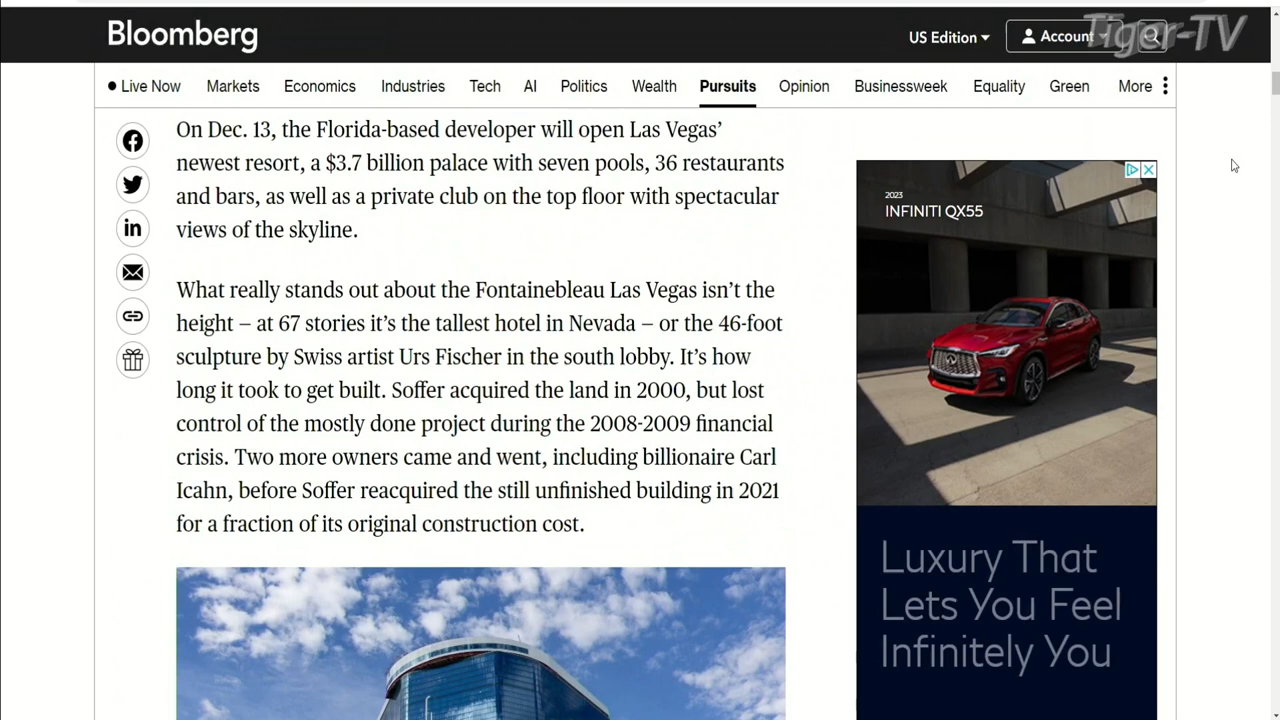 Bloomberg
US Edition
Account
Tiger-TV
Live Now Markets Economics Industries Tech AI Politics Wealth Pursuits Opinion Businessweek Equality Green More
On Dec. 13, the Florida-based developer will open Las Vegas’
newest resort, a $3.7 billion palace with seven pools, 36 restaurants
and bars, as well as a private club on the top floor with spectacular
views of the skyline.
What really stands out about the Fontainebleau Las Vegas isn’t the
height – at 67 stories it’s the tallest hotel in Nevada – or the 46-foot
sculpture by Swiss artist Urs Fischer in the south lobby. It’s how
long it took to get built. Soffer acquired the land in 2000, but lost
control of the mostly done project during the 2008-2009 financial
crisis. Two more owners came and went, including billionaire Carl
Icahn, before Soffer reacquired the still unfinished building in 2021
for a fraction of its original construction cost.
2023
INFINITI QX55
Luxury That
Lets You Feel
Infinitely You